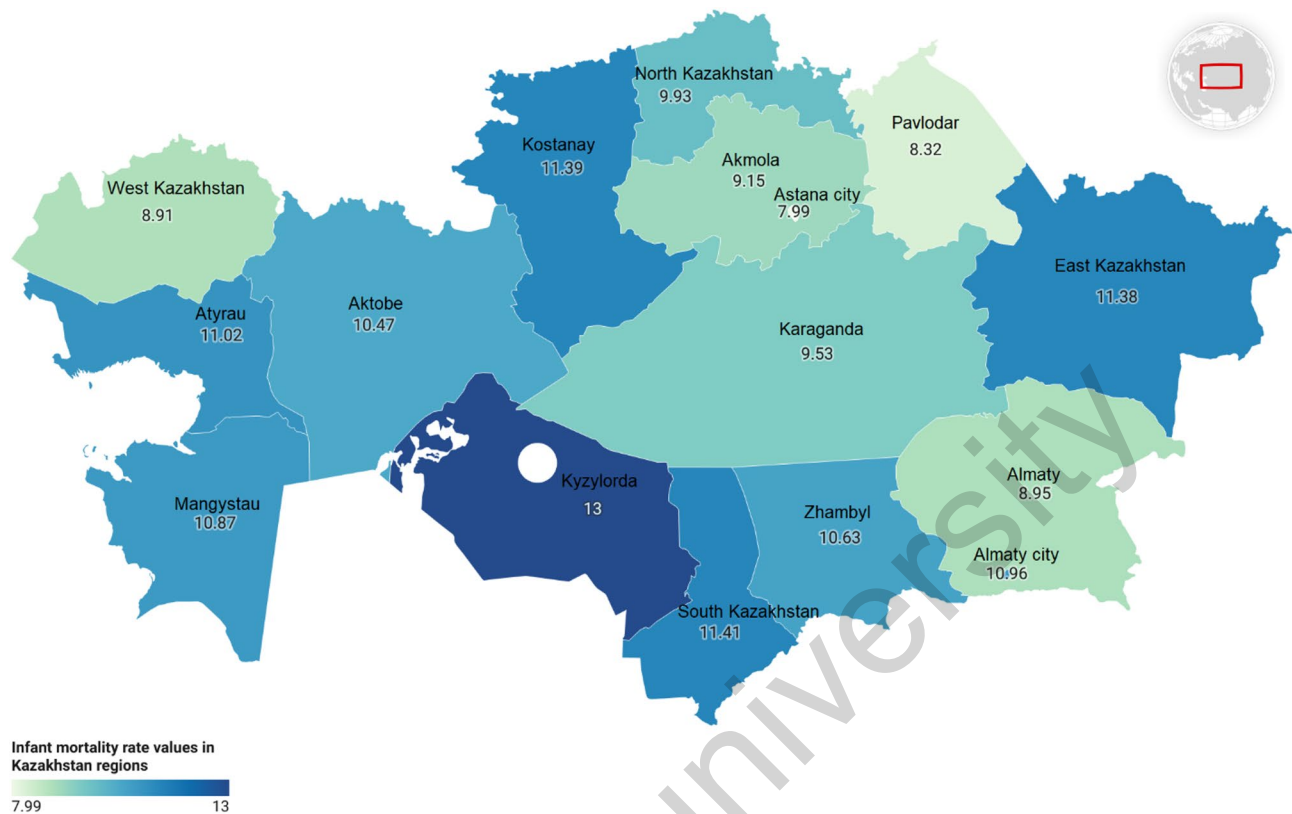 North Kazakhstan
9.93
Kostanay
11.39
Pavlodar
8.32
Akmola
9.15
Astana city
7.99
West Kazakhstan
8.91
East Kazakhstan
11.38
Atyrau
11.02
Aktobe
10.47
Karaganda
9.53
Mangystau
10.87
Kyzylorda
13
Zhambyl
10.63
Almaty
8.95
Almaty city
10.96
South Kazakhstan
11.41
University
Infant mortality rate values in
Kazakhstan regions
7.99
13